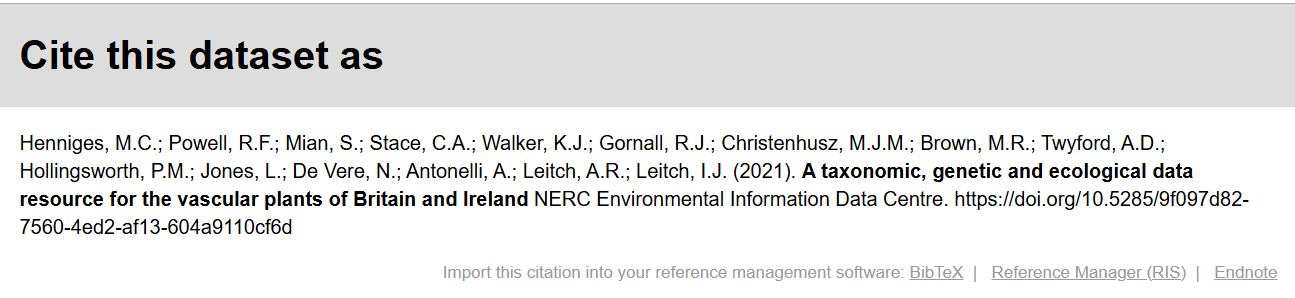 Cite this dataset as
Henniges, M.C.; Powell, R.F.; Mian, S.; Stace, C.A.; Walker, K.J.; Gornall, R.J.; Christenhusz, M.J.M.; Brown, M.R.; Twyford, A.D.;
Hollingsworth, P.M.; Jones, L.; De Vere, N.; Antonelli, A.; Leitch, A.R.; Leitch, I.J. (2021). A taxonomic, genetic and ecological data
resource for the vascular plants of Britain and Ireland NERC Environmental Information Data Centre. https://doi.org/10.5285/9f097d82-
7560-4ed2-af13-604a9110cf6d
Import this citation into your reference management software: BibTeX | Reference Manager (RIS) | Endnote